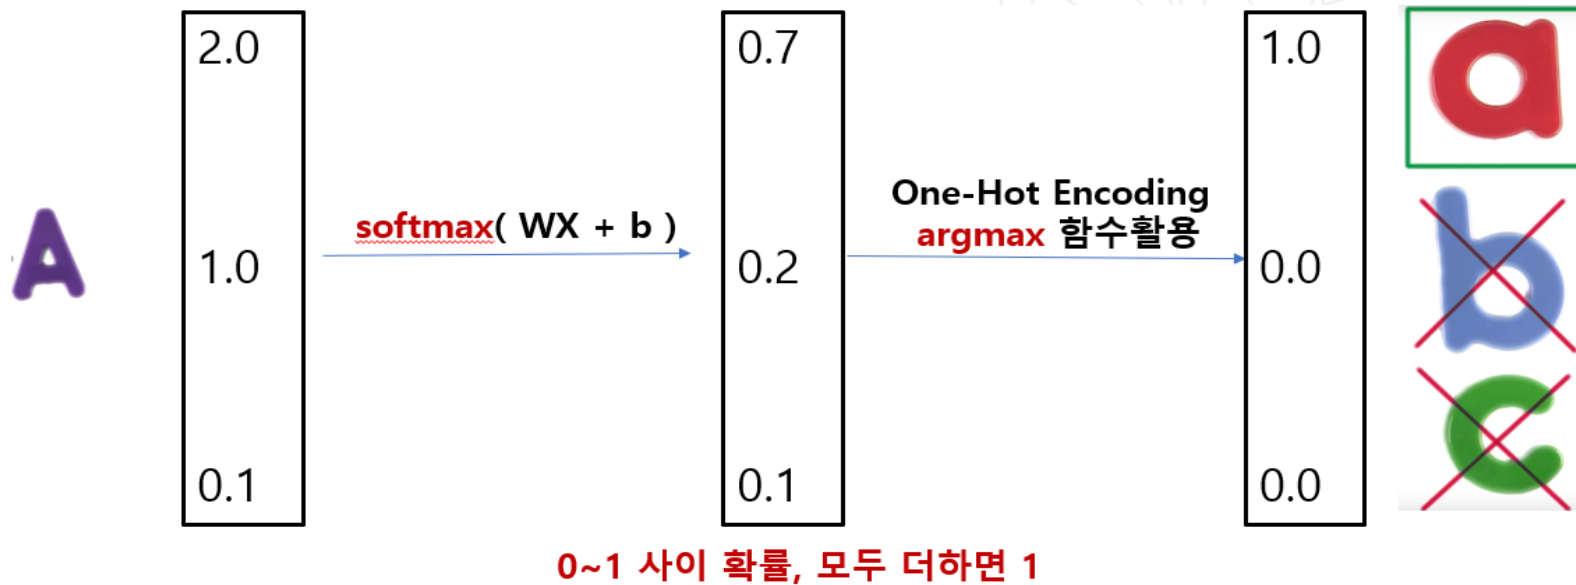 A
2.0
1.0
0.1
softmax( WX + b )
0.7
0.2
0.1
One-Hot Encoding
argmax 함수활용
1.0
0.0
0.0
a
b
c
0~1 사이 확률, 모두 더하면 1